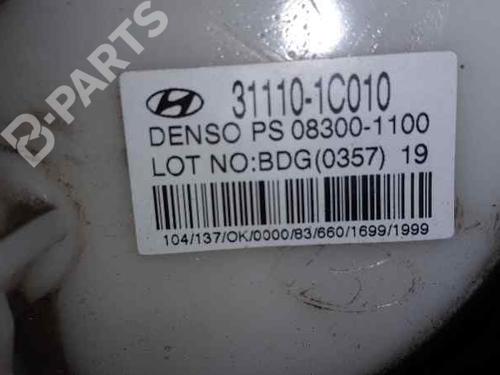 B-PARTS
31110-1C010
DENSO PS 08300-1100
LOT NO:BDG(0357) 19
104/137/OK/0000/83/660/1699/1999